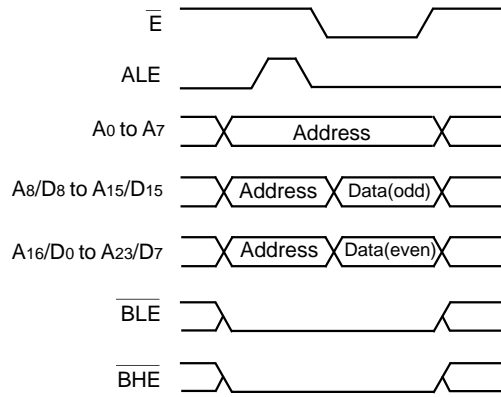 E
ALE
A0 to A7 Address
A8/D8 to A15/D15 Address Data(odd)
A16/D0 to A23/D7 Address Data(even)
BLE
BHE